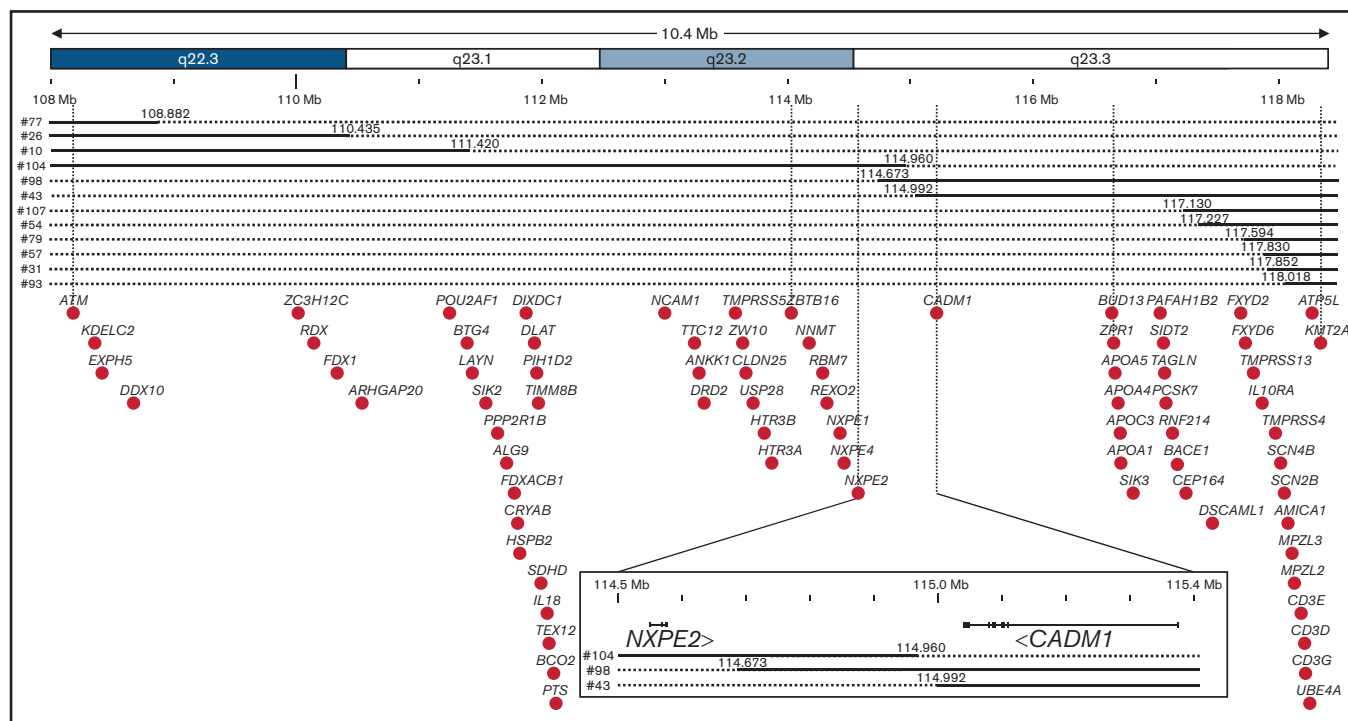 10.4 Mb
q22.3 q23.1 q23.2 q23.3
108 Mb 110 Mb 112 Mb 114 Mb 116 Mb 118 Mb
#77 108.882
#26 110.435
#10 111.420
#104 114.960
#98 114.673
#43 114.992
#107 117.130
#54 117.227
#79 117.594
#57 117.830
#31 117.852
#93 118.018
ATM ZC3H12C POU2AF1 DIXDC1 NCAM1 TMPRSS5 ZBTB16 CADM1 BUD13 PAFAH1B2 FXYD2 ATP5L
KDELC2 RDX BTG4 DLAT TTC12 ZW10 NNMT ZPR1 SIDT2 FXYD6 KMT2A
EXPH5 FDX1 LAYN PIH1D2 ANKK1 CLDN25 RBM7 APOA5 TAGLN TMPRSS13
DDX10 ARHGAP20 SIK2 TIMM8B DRD2 USP28 REXO2 APOA4 PCSK7 IL10RA
PPP2R1B HTR3B NXPE1 APOC3 RNF214 TMPRSS4
ALG9 HTR3A NXPE4 APOA1 BACE1 SCN4B
FDXACB1 NXPE2 SIK3 CEP164 SCN2B
CRYAB DSCAML1 AMICA1
HSPB2 MPZL3
SDHD MPZL2
IL18 CD3E
TEX12 CD3D
BCO2 CD3G
PTS UBE4A
114.5 Mb 115.0 Mb 115.4 Mb
NXPE2> <CADM1
#104 114.960
#98 114.673
#43 114.992